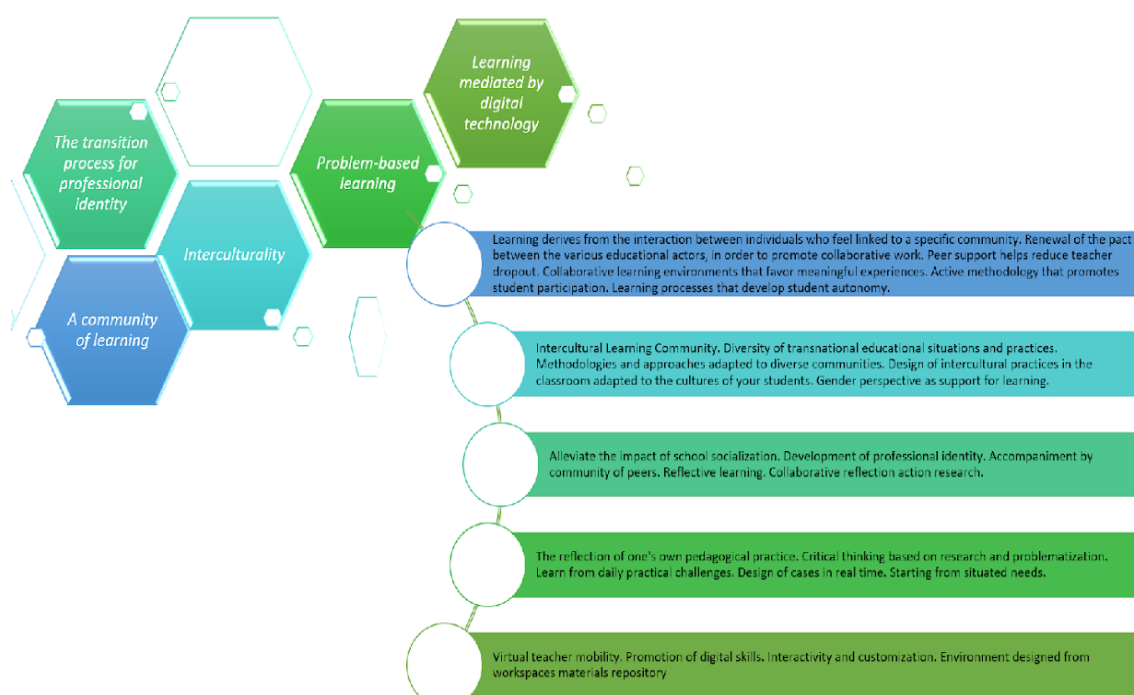 Learning
mediated by
digital
technology
The transition
process for
professional
identity
Problem-based
learning
Interculturality
A community
of learning
Learning derives from the interaction between individuals who feel linked to a specific community. Renewal of the pact
between the various educational actors, in order to promote collaborative work. Peer support helps reduce teacher
dropout. Collaborative learning environments that favor meaningful experiences. Active methodology that promotes
student participation. Learning processes that develop student autonomy.
Intercultural Learning Community. Diversity of transnational educational situations and practices.
Methodologies and approaches adapted to diverse communities. Design of intercultural practices in the
classroom adapted to the cultures of your students. Gender perspective as support for learning.
Alleviate the impact of school socialization. Development of professional identity. Accompaniment by
community of peers. Reflective learning. Collaborative reflection action research.
The reflection of one's own pedagogical practice. Critical thinking based on research and problematization.
Learn from daily practical challenges. Design of cases in real time. Starting from situated needs.
Virtual teacher mobility. Promotion of digital skills. Interactivity and customization. Environment designed from
workspaces materials repository